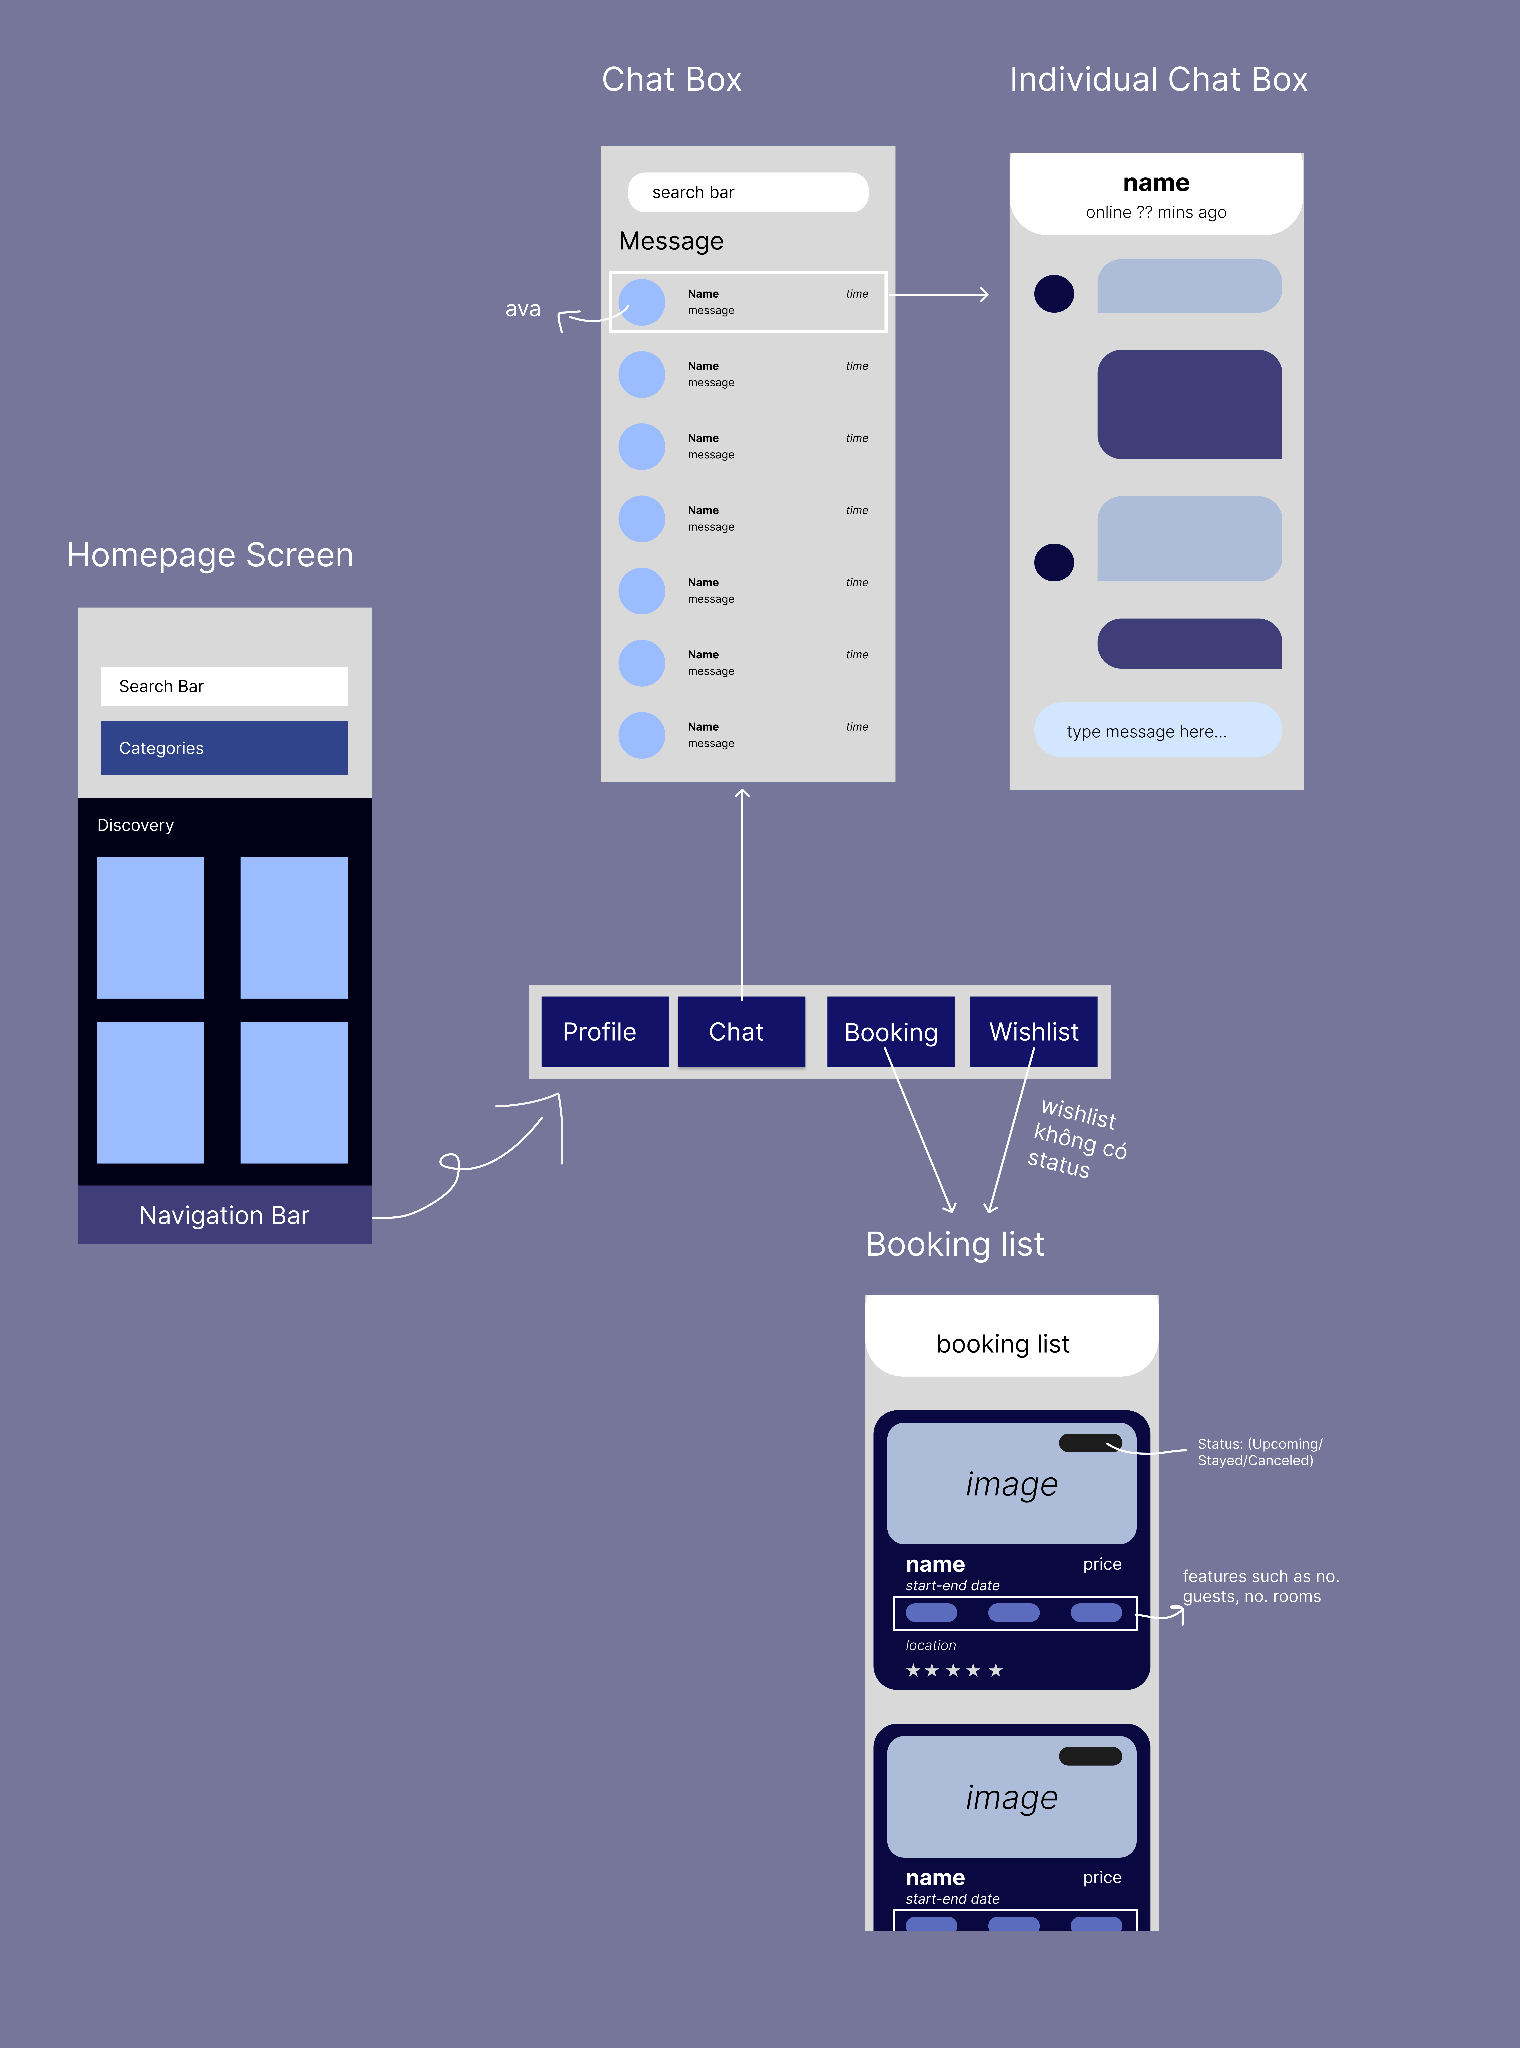 Chat Box
Individual Chat Box
search bar
Message
ava
Name
time
message
Name
time
message
Name
time
message
Name
time
message
Name
time
message
Name
time
message
Name
time
message
name
online ?? mins ago
type message here...
Homepage Screen
Search Bar
Categories
Discovery
Navigation Bar
Profile
Chat
Booking
Wishlist
wishlist
không có
status
Booking list
booking list
image
Status: (Upcoming/
Stayed/Canceled)
name
price
start-end date
features such as no.
guests, no. rooms
location
image
name
price
start-end date